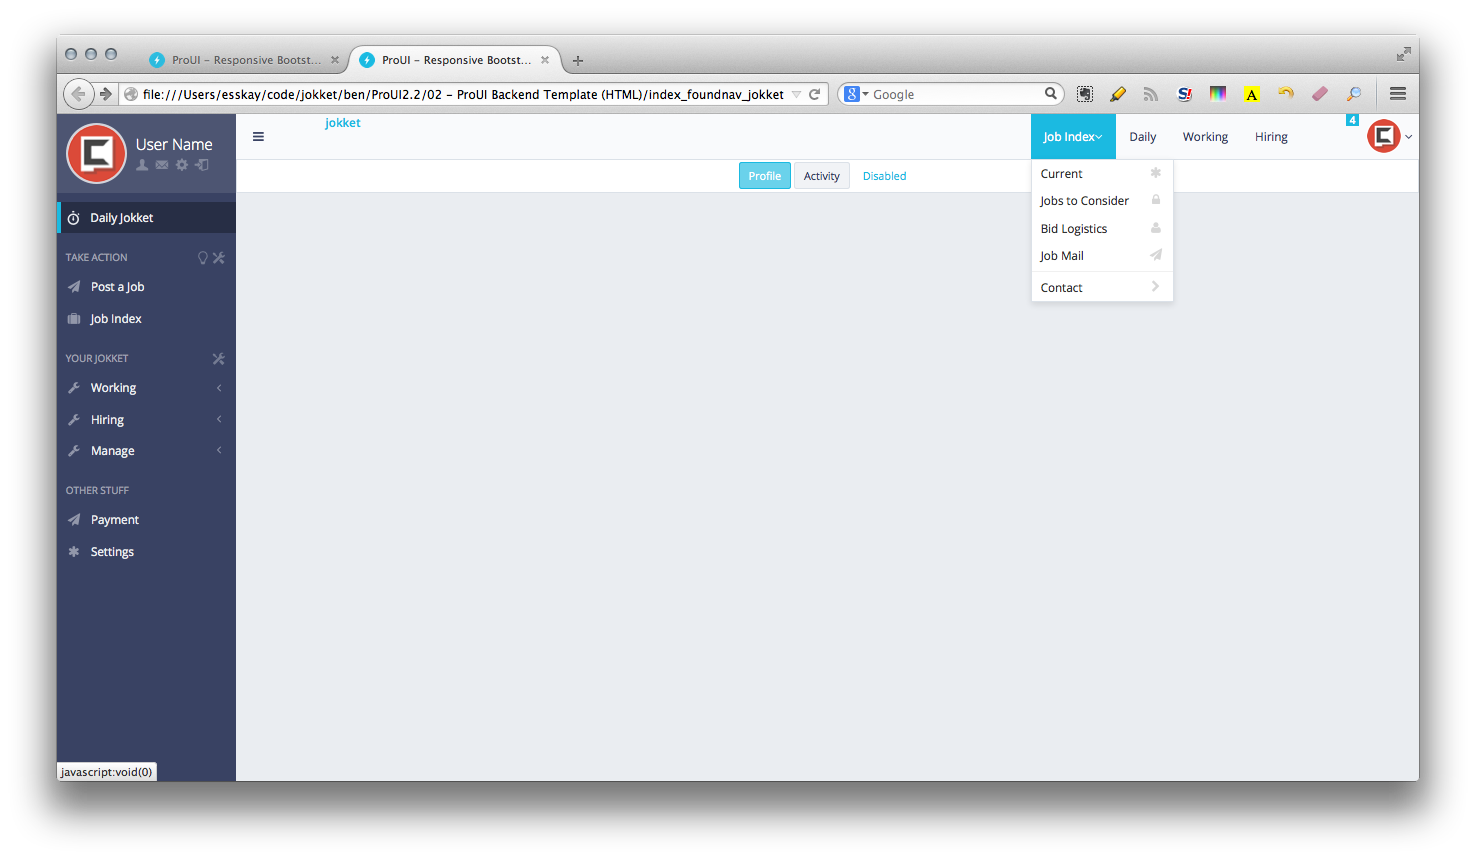 ProUI – Responsive Bootst...
ProUI – Responsive Bootst...
file:///Users/esskay/code/jokket/ben/ProUI2.2/02 – ProUI Backend Template (HTML)/index_foundnav_jokket
8 Google
S!
A
User Name
jokket
Job Index
Daily
Working
Hiring
4
Profile
Activity
Disabled
Current
Jobs to Consider
Bid Logistics
Job Mail
Contact
Daily Jokket
TAKE ACTION
Post a Job
Job Index
YOUR JOKKET
Working
Hiring
Manage
OTHER STUFF
Payment
Settings
javascript:void(0)